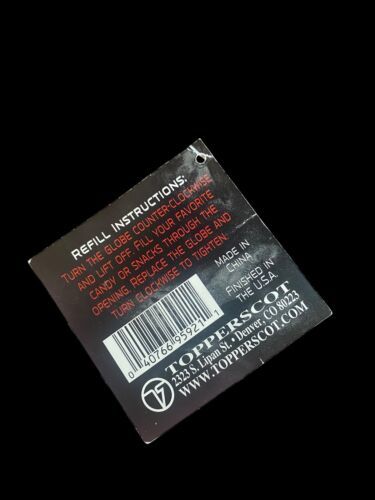 REFILL INSTRUCTIONS:
TURN THE GLOBE COUNTER-CLOCKWISE
AND LIFT OFF. FILL YOUR FAVORITE
CANDY OR SNACKS THROUGH THE
OPENING. REPLACE THE GLOBE AND
TURN CLOCKWISE TO TIGHTEN.
MADE IN
CHINA
FINISHED IN
THE U.S.A.
0 40766 95921 1
TS
TOPPERSCOT
2323 S. Lipan St. • Denver, CO 80223
WWW.TOPPERSCOT.COM